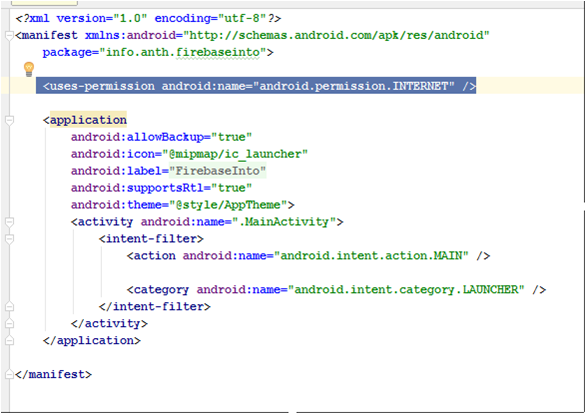 <?xml version="1.0" encoding="utf-8"?>
<manifest xmlns:android="http://schemas.android.com/apk/res/android"
package="info.anth.firebaseinto">
<uses-permission android:name="android.permission.INTERNET" />
<application
android:allowBackup="true"
android:icon="@mipmap/ic_launcher"
android:label="FirebaseInto"
android:supportsRtl="true"
android:theme="@style/AppTheme">
<activity android:name=".MainActivity">
<intent-filter>
<action android:name="android.intent.action.MAIN" />
<category android:name="android.intent.category.LAUNCHER" />
</intent-filter>
</activity>
</application>
</manifest>